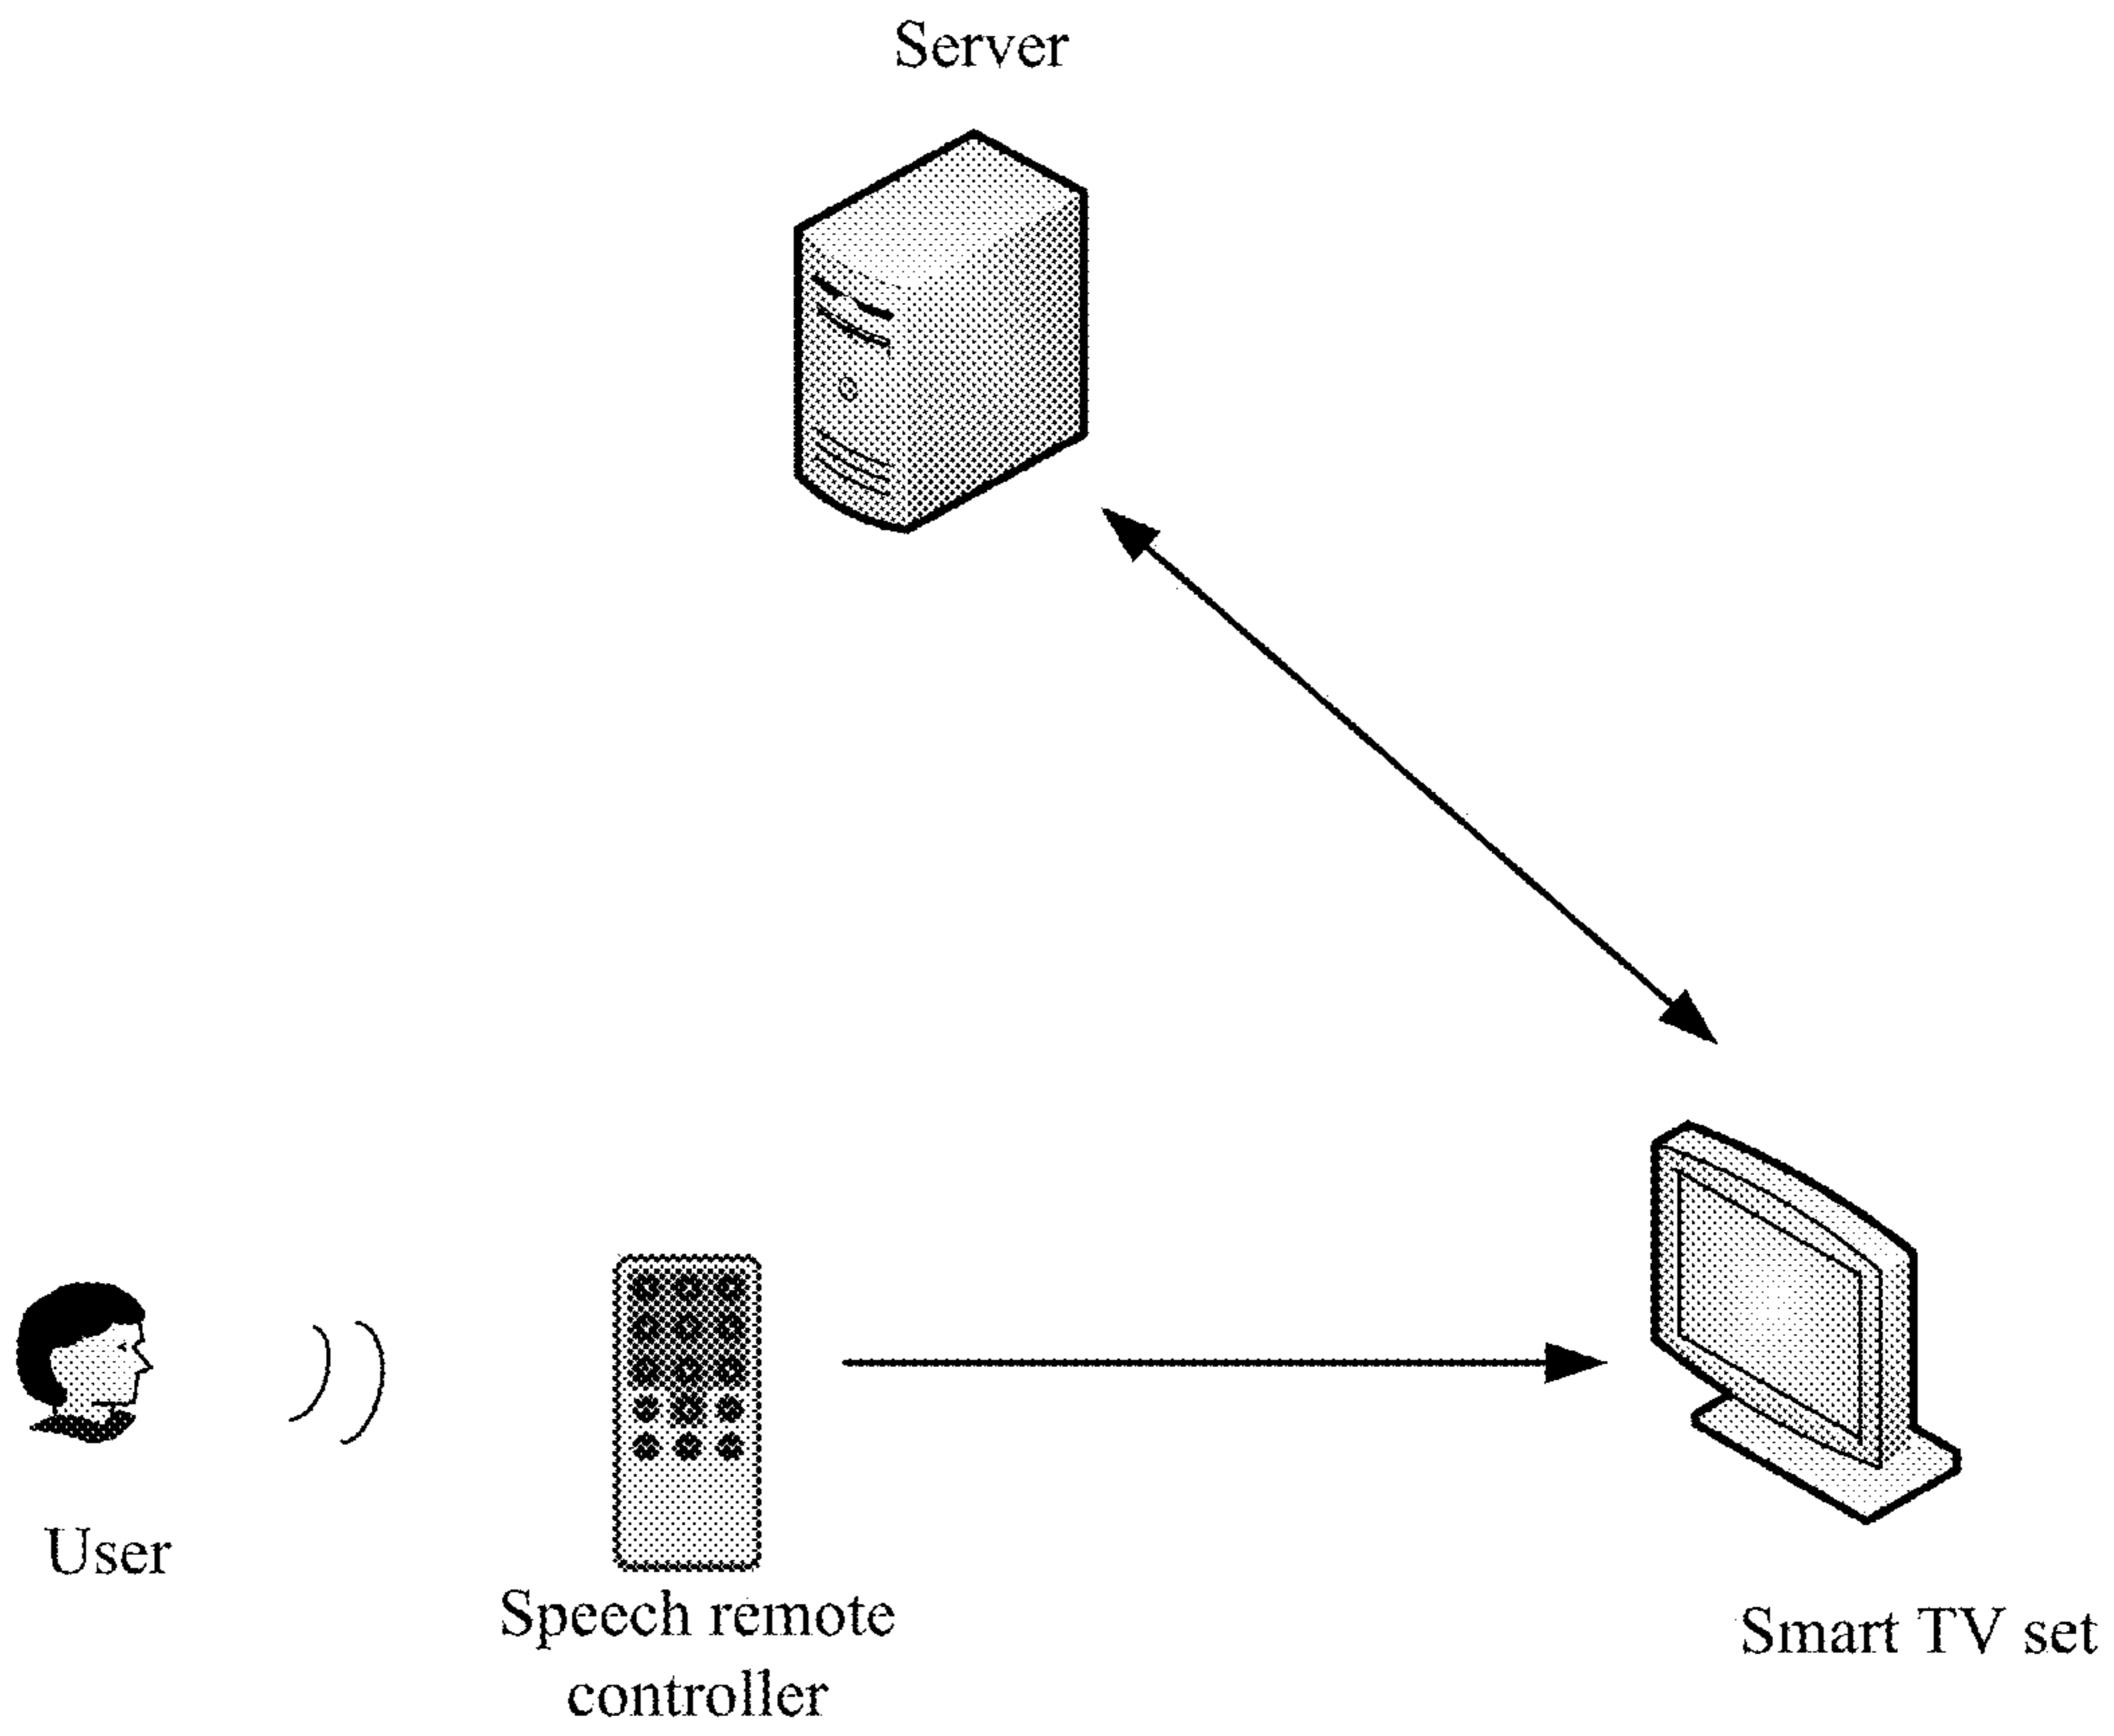 Server
User
Speech remote
controller
Smart TV set